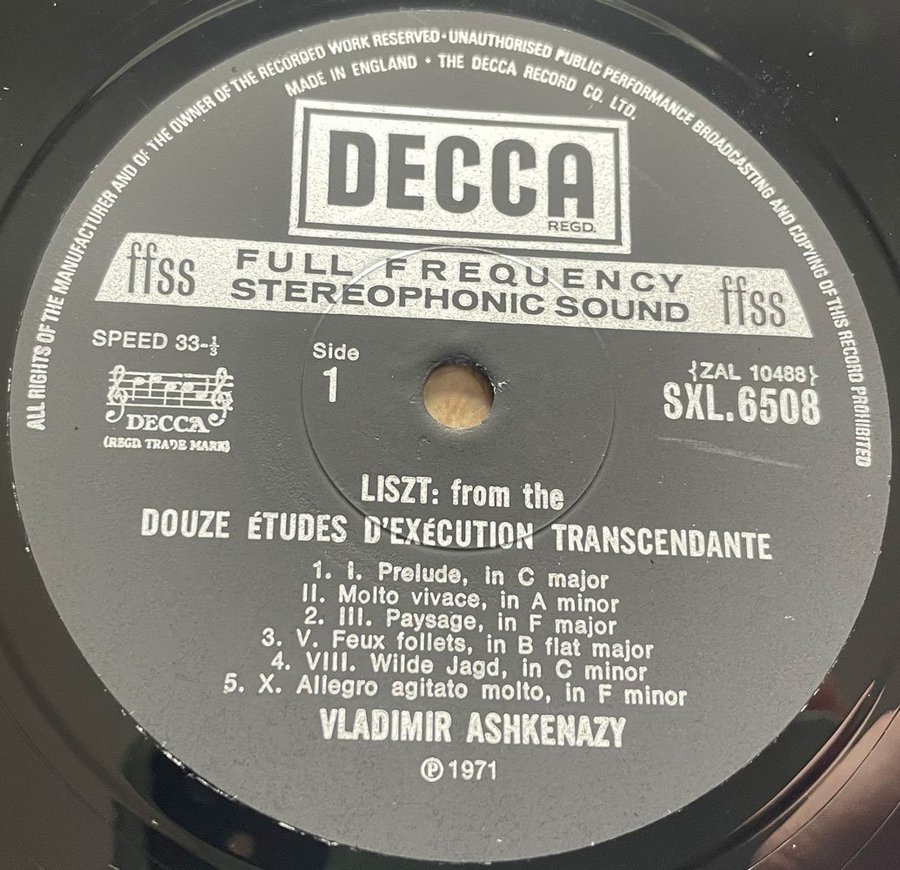 ALL RIGHTS OF THE MANUFACTURER AND OF THE OWNER OF THE RECORDED WORK RESERVED·UNAUTHORISED PUBLIC PERFORMANCE BROADCASTING AND COPYING OF THIS RECORD PROHIBITED
MADE IN ENGLAND • THE DECCA RECORD CO. LTD.
DECCA
REGD.
ffss FULL FREQUENCY STEREOPHONIC SOUND ffss
SPEED 33-⅓
Side
1
DECCA
(REGD. TRADE MARK)
{ZAL 10488}
SXL.6508
LISZT: from the
DOUZE ÉTUDES D'EXÉCUTION TRANSCENDANTE
1. I. Prelude, in C major
II. Molto vivace, in A minor
2. III. Paysage, in F major
3. V. Feux follets, in B flat major
4. VIII. Wilde Jagd, in C minor
5. X. Allegro agitato molto, in F minor
VLADIMIR ASHKENAZY
℗ 1971